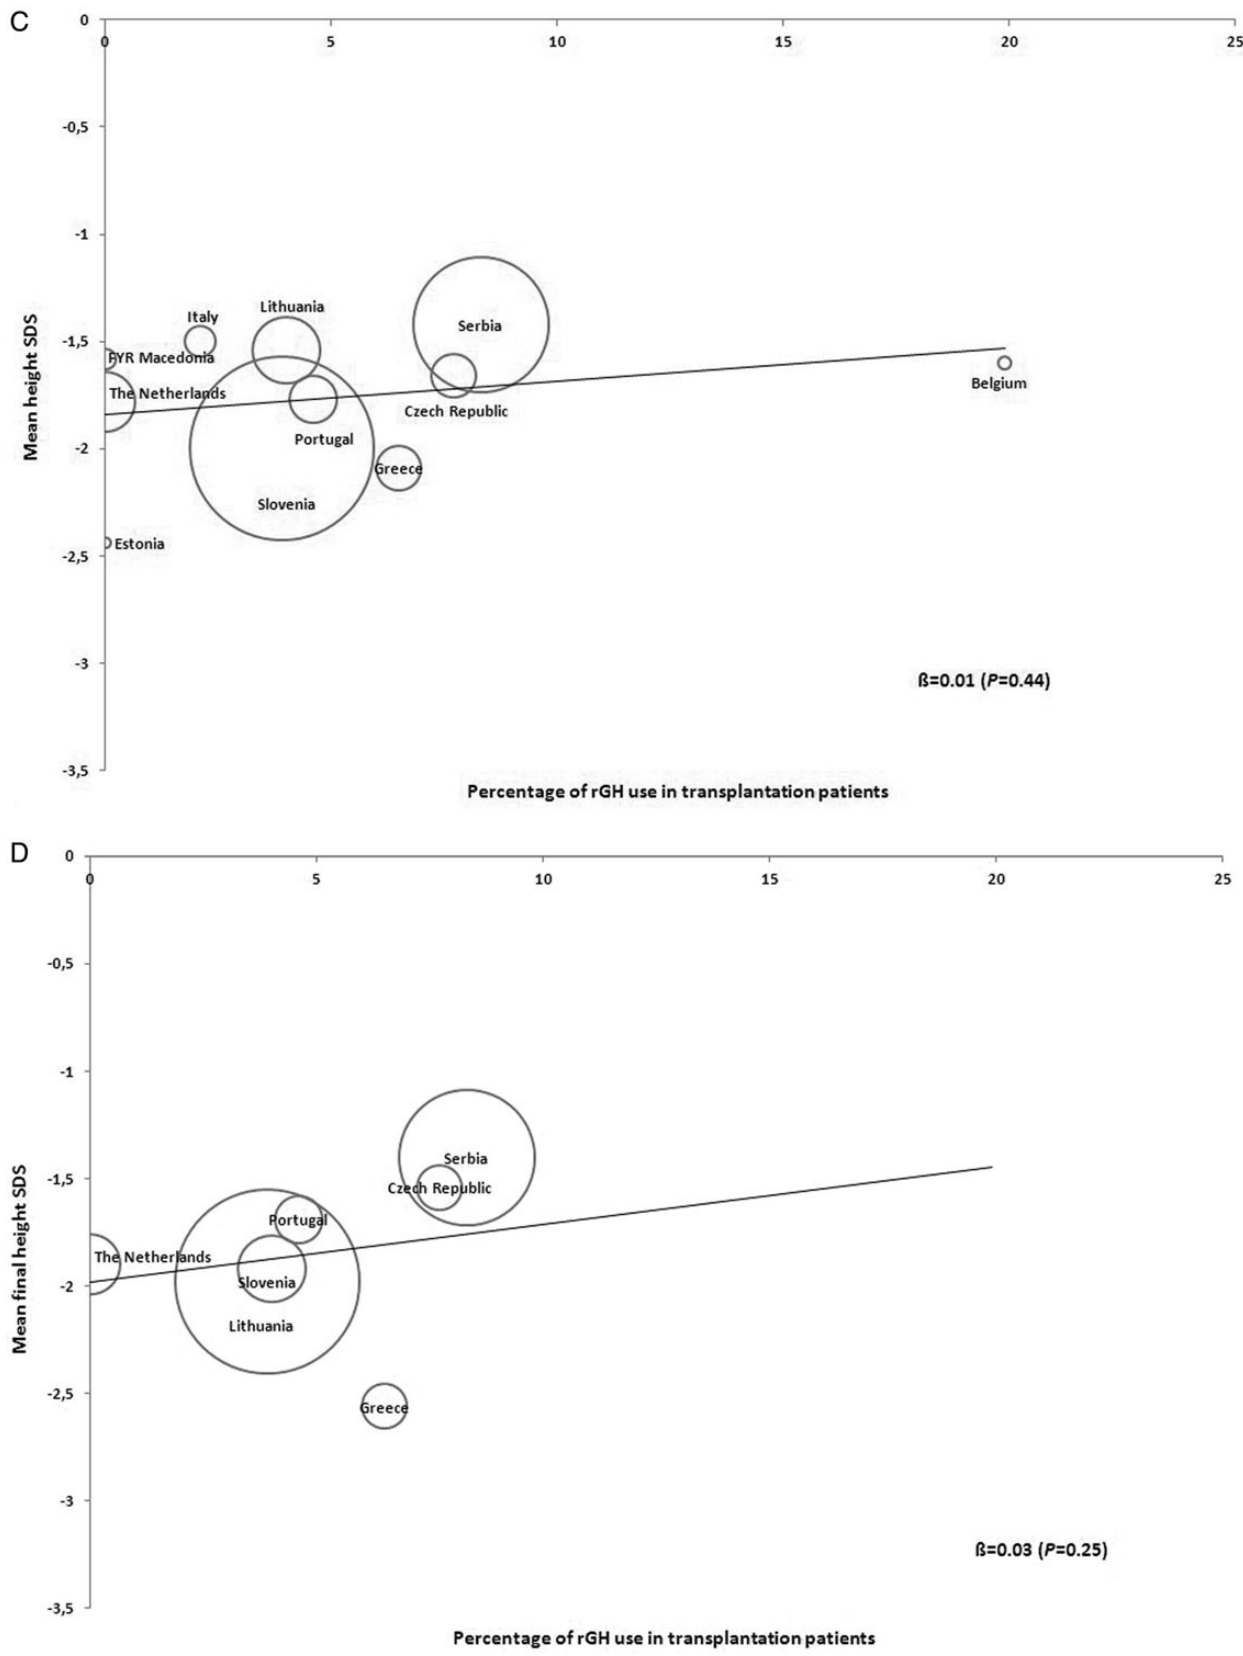 C
0
0 5 10 15 20 25
-0,5
-1
Lithuania
Italy
Serbia
-1,5
FYR Macedonia
Belgium
The Netherlands
Czech Republic
Mean height SDS
Portugal
-2
Greece
Slovenia
Estonia
-2,5
-3
ß=0.01 (P=0.44)
-3,5
Percentage of rGH use in transplantation patients
D
0
0 5 10 15 20 25
-0,5
-1
Serbia
-1,5
Czech Republic
Portugal
The Netherlands
Mean final height SDS
Slovenia
-2
Lithuania
-2,5
Greece
-3
ß=0.03 (P=0.25)
-3,5
Percentage of rGH use in transplantation patients